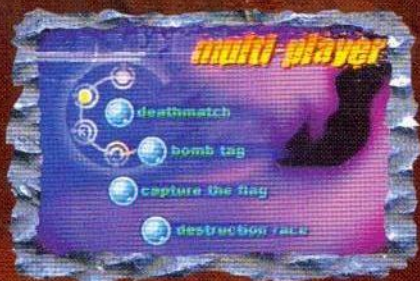 multi-player
deathmatch
bomb tag
capture the flag
destruction race